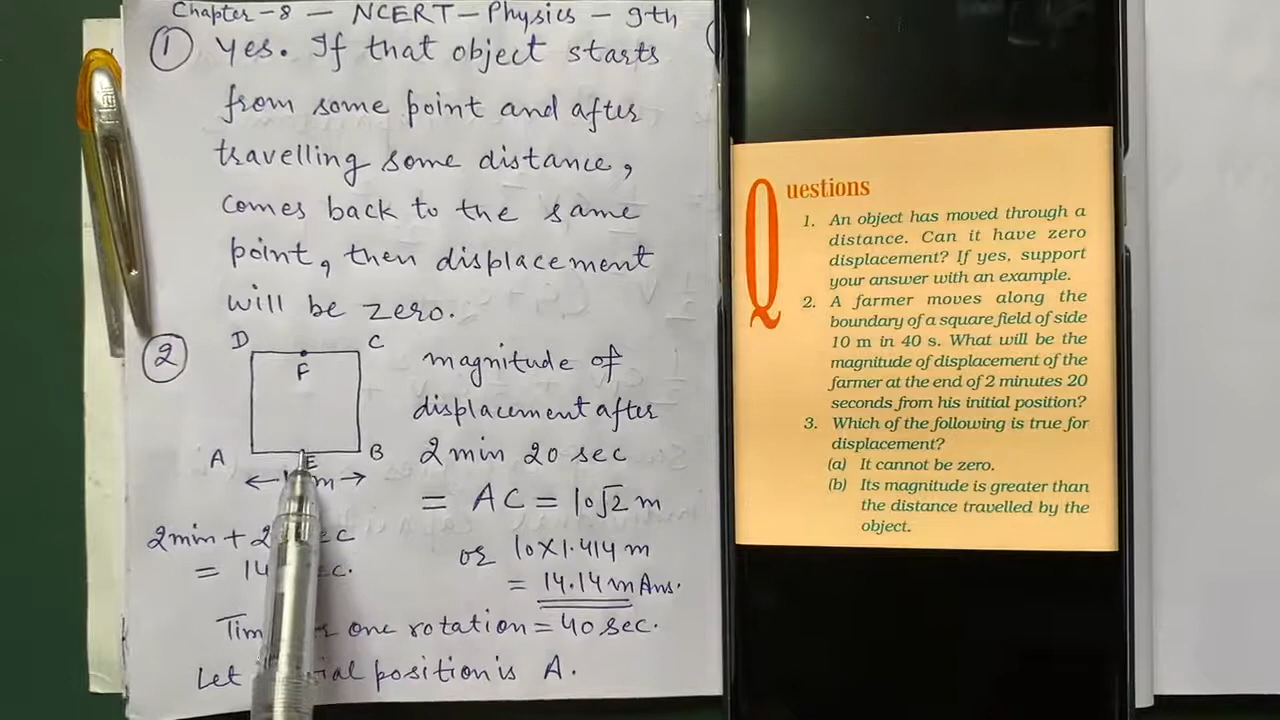 Chapter-8 - NCERT-Physics - 9th
1 Yes. If that object starts
from some point and after
travelling some distance,
comes back to the same
point, then displacement
will be zero.
2
D C
F
A E B
m
magnitude of
displacement after
2 min 20 sec
= AC = 10√2 m
or 10×1.414 m
= 14.14 m Ans.
2min +
=
one rotation = 40 sec.
Let position is A.
Questions
1. An object has moved through a
distance. Can it have zero
displacement? If yes, support
your answer with an example.
2. A farmer moves along the
boundary of a square field of side
10 m in 40 s. What will be the
magnitude of displacement of the
farmer at the end of 2 minutes 20
seconds from his initial position?
3. Which of the following is true for
displacement?
(a) It cannot be zero.
(b) Its magnitude is greater than
the distance travelled by the
object.